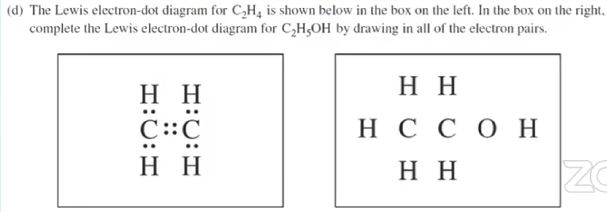 (d) The Lewis electron-dot diagram for C₂H₄ is shown below in the box on the left. In the box on the right,
complete the Lewis electron-dot diagram for C₂H₅OH by drawing in all of the electron pairs.
H H
C::C
H H
H H
H C C O H
H H